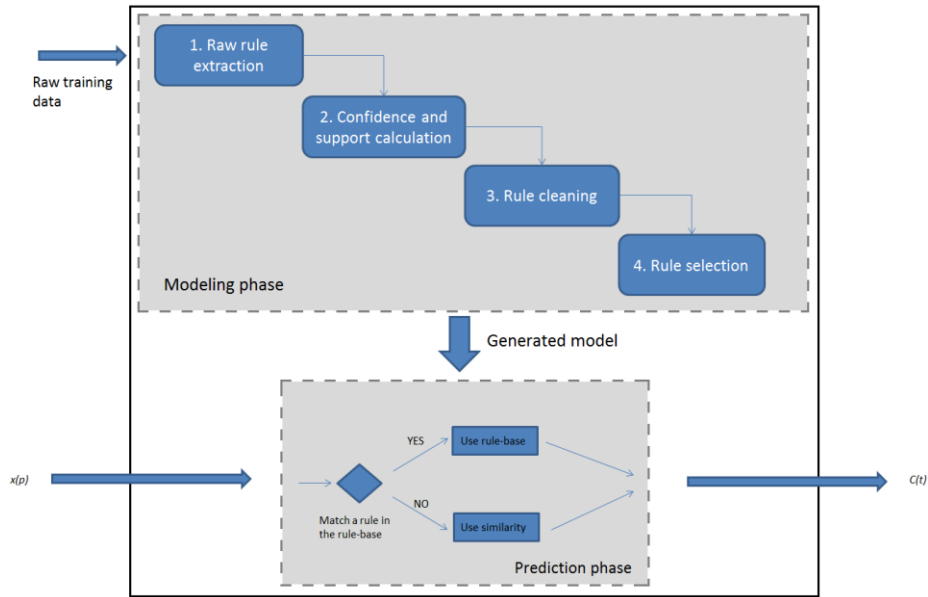 1. Raw rule
extraction
Raw training
data
2. Confidence and
support calculation
3. Rule cleaning
4. Rule selection
Modeling phase
Generated model
YES
Use rule-base
x(p)
C(t)
Match a rule in
the rule-base
NO
Use similarity
Prediction phase